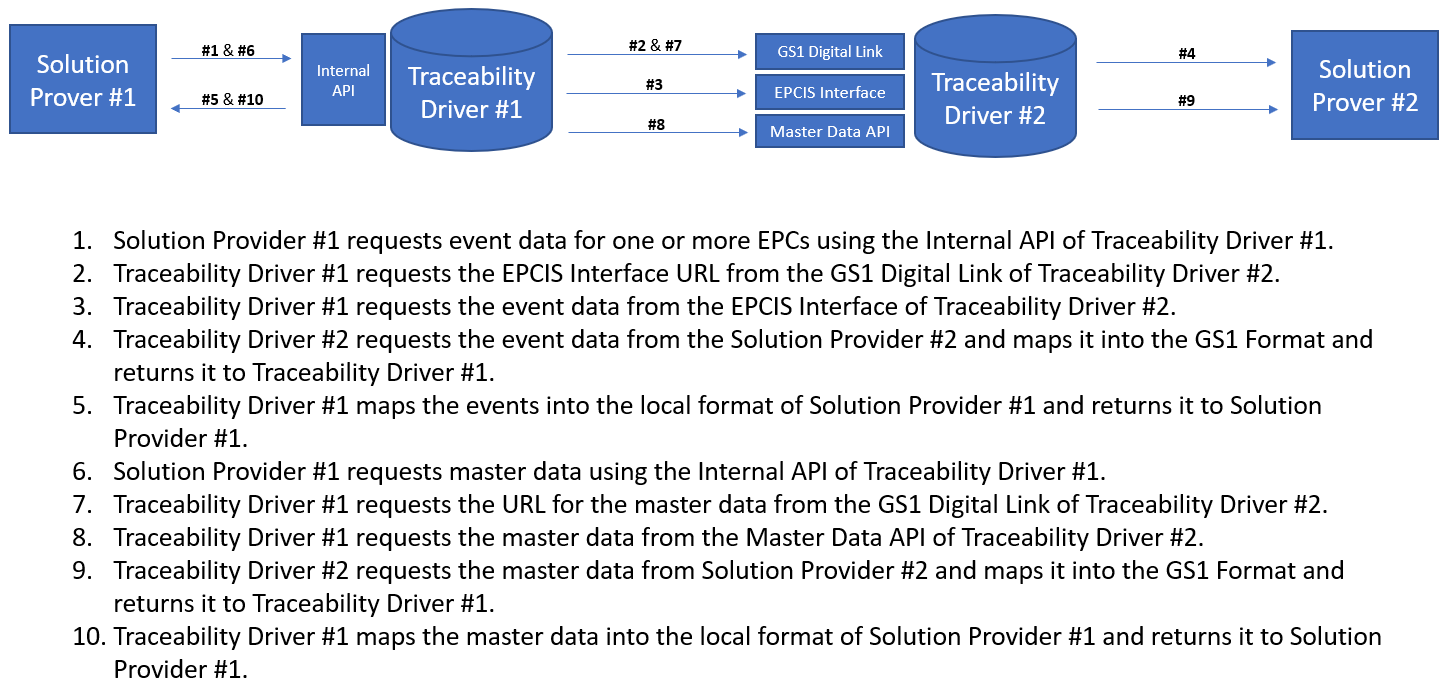 Solution
Prover #1
#1 & #6
#5 & #10
Internal
API
Traceability
Driver #1
#2 & #7
#3
#8
GS1 Digital Link
EPCIS Interface
Master Data API
Traceability
Driver #2
#4
#9
Solution
Prover #2
1. Solution Provider #1 requests event data for one or more EPCs using the Internal API of Traceability Driver #1.
2. Traceability Driver #1 requests the EPCIS Interface URL from the GS1 Digital Link of Traceability Driver #2.
3. Traceability Driver #1 requests the event data from the EPCIS Interface of Traceability Driver #2.
4. Traceability Driver #2 requests the event data from the Solution Provider #2 and maps it into the GS1 Format and
returns it to Traceability Driver #1.
5. Traceability Driver #1 maps the events into the local format of Solution Provider #1 and returns it to Solution
Provider #1.
6. Solution Provider #1 requests master data using the Internal API of Traceability Driver #1.
7. Traceability Driver #1 requests the URL for the master data from the GS1 Digital Link of Traceability Driver #2.
8. Traceability Driver #1 requests the master data from the Master Data API of Traceability Driver #2.
9. Traceability Driver #2 requests the master data from Solution Provider #2 and maps it into the GS1 Format and
returns it to Traceability Driver #1.
10. Traceability Driver #1 maps the master data into the local format of Solution Provider #1 and returns it to Solution
Provider #1.